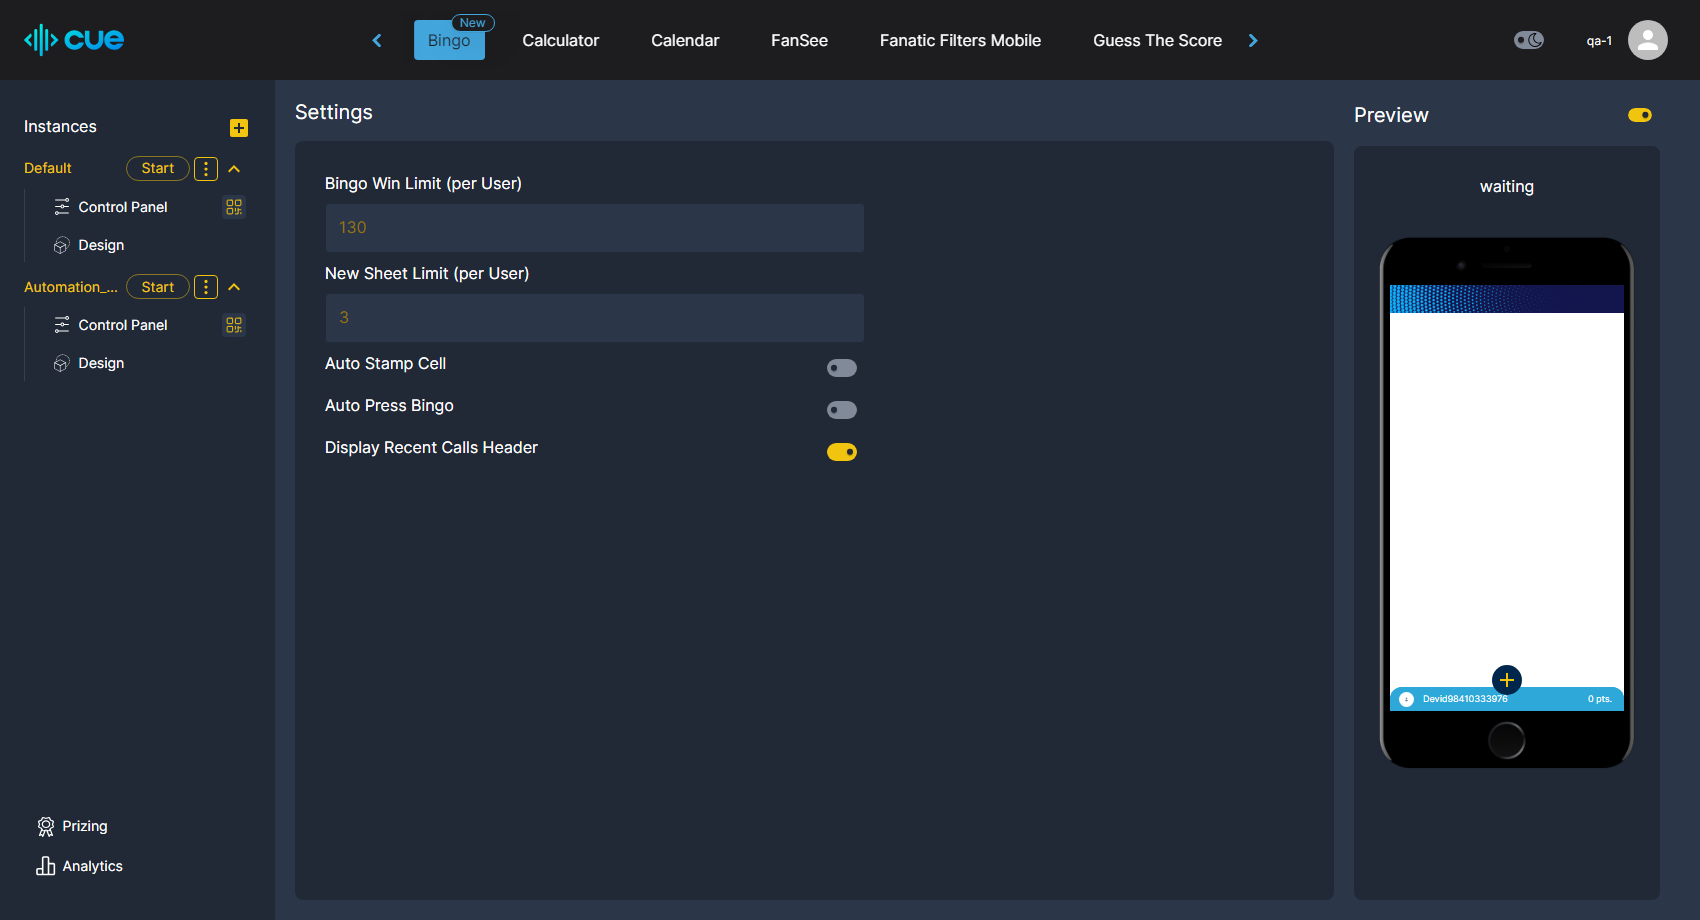 cue
New
Bingo
Calculator
Calendar
FanSee
Fanatic Filters Mobile
Guess The Score
qa-1
Instances
Default
Start
Control Panel
Design
Automation_...
Start
Control Panel
Design
Prizing
Analytics
Settings
Bingo Win Limit (per User)
130
New Sheet Limit (per User)
3
Auto Stamp Cell
Auto Press Bingo
Display Recent Calls Header
Preview
waiting
Devid98410333976
0 pts.